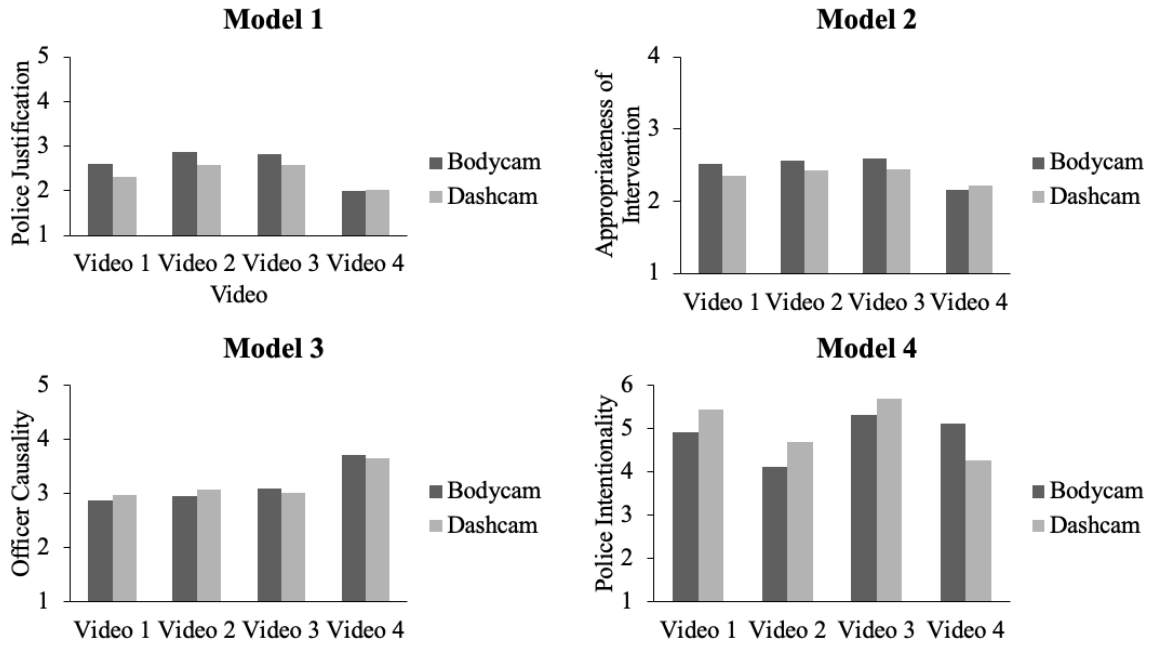 Model 1
Police Justification
5
4
3
2
1
Video 1 Video 2 Video 3 Video 4
Video
Bodycam
Dashcam
Model 2
Appropriateness of
Intervention
4
3
2
1
Video 1 Video 2 Video 3 Video 4
Bodycam
Dashcam
Model 3
Officer Causality
5
4
3
2
1
Video 1 Video 2 Video 3 Video 4
Bodycam
Dashcam
Model 4
Police Intentionality
6
5
4
3
2
1
Video 1 Video 2 Video 3 Video 4
Bodycam
Dashcam